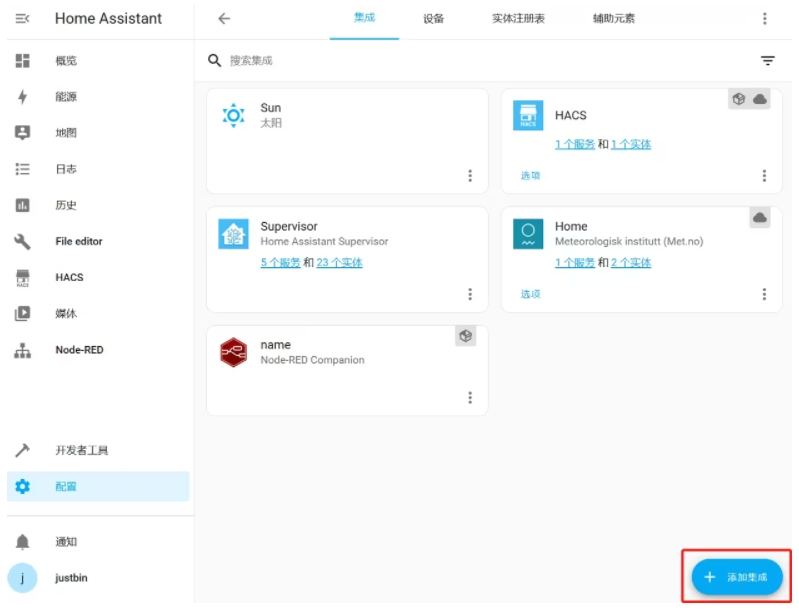 Home Assistant
概览
能源
地图
日志
历史
File editor
HACS
媒体
Node-RED
开发者工具
配置
通知
j
justbin
集成
设备
实体注册表
辅助元素
搜索集成
Sun
太阳
HACS
HACS
1 个服务 和 1 个实体
选项
Supervisor
Home Assistant Supervisor
5 个服务 和 23 个实体
Home
Meteorologisk institutt (Met.no)
1 个服务 和 2 个实体
选项
name
Node-RED Companion
添加集成